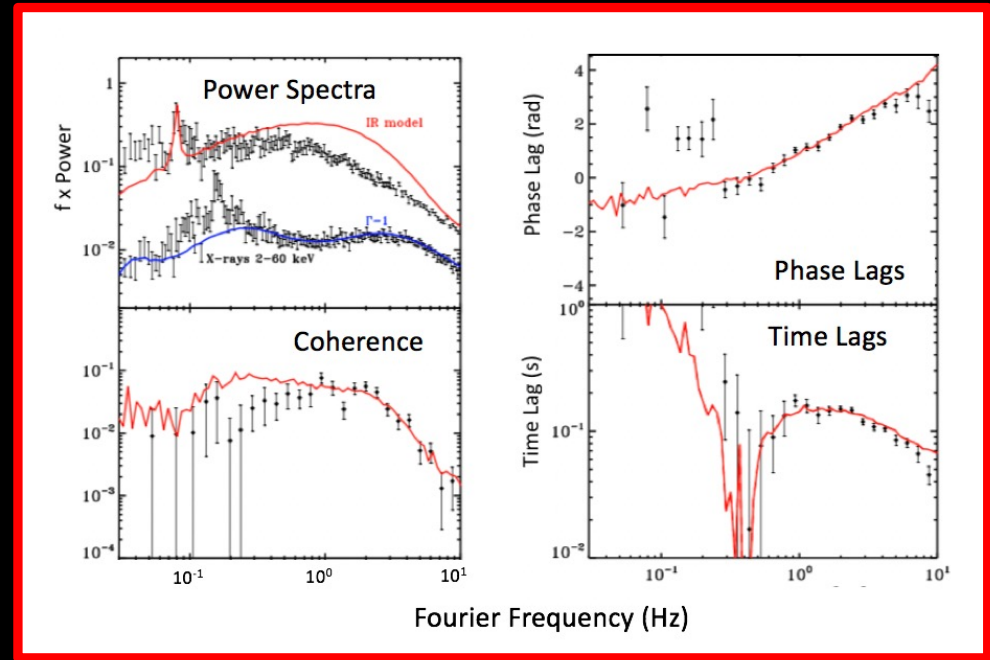 Power Spectra
IR model
Γ−1
X−rays 2−60 keV
f x Power
1
10⁻¹
10⁻²
Coherence
10⁻¹
10⁻²
10⁻³
10⁻⁴
10⁻¹ 10⁰ 10¹
Phase Lag (rad)
4
2
0
−2
−4
Phase Lags
Time Lags
Time Lag (s)
10⁰
10⁻¹
10⁻²
10⁻¹ 10⁰ 10¹
Fourier Frequency (Hz)